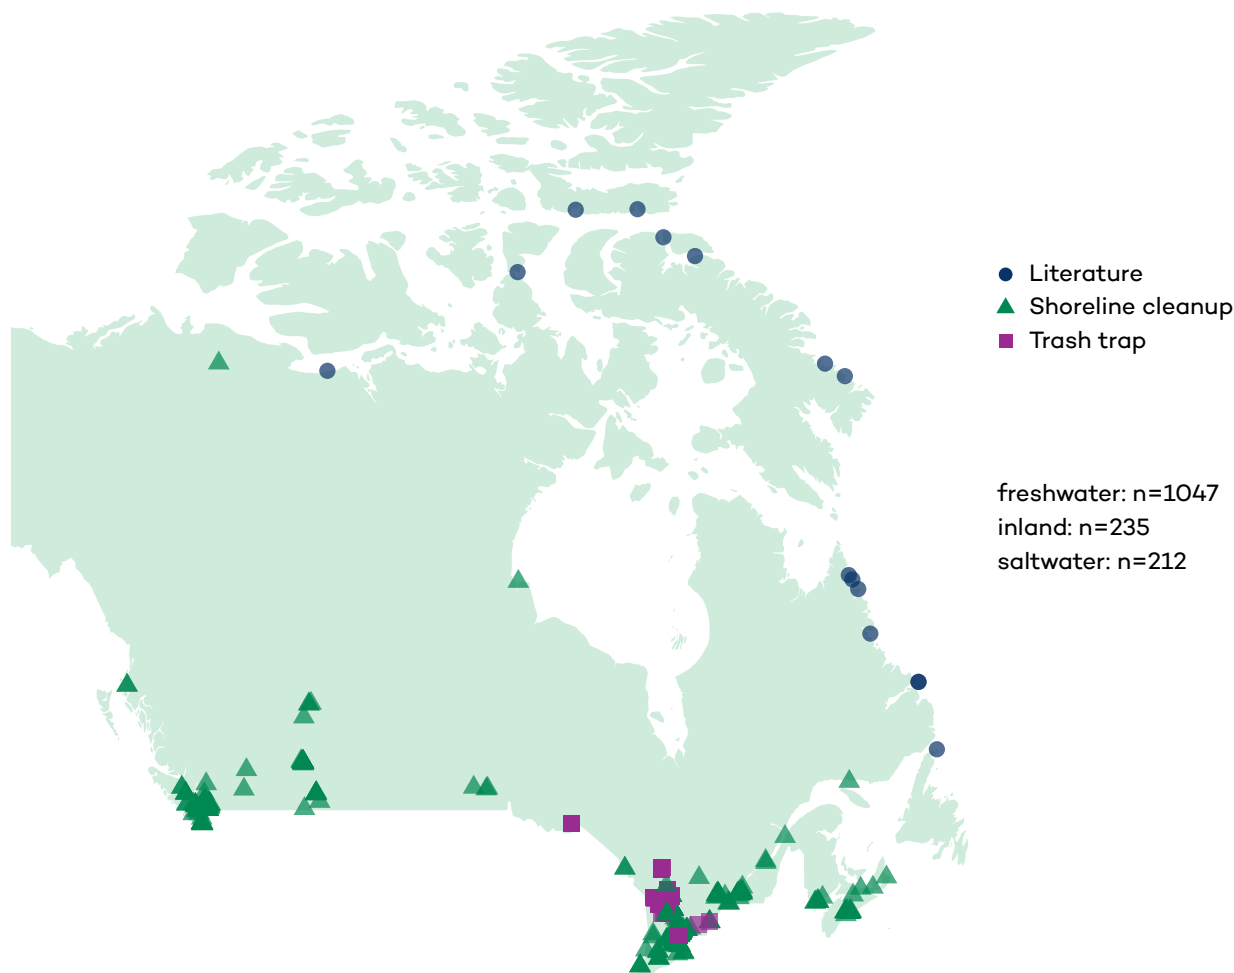 Literature
Shoreline cleanup
Trash trap
freshwater: n=1047
inland: n=235
saltwater: n=212